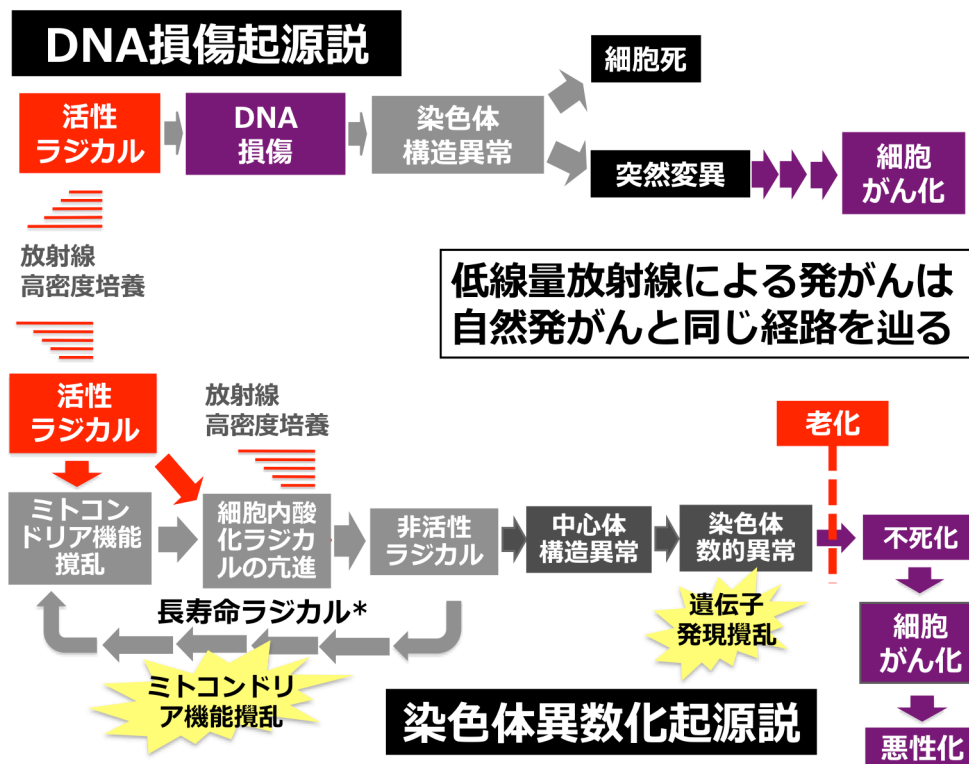 DNA損傷起源説
細胞死
活性
ラジカル
DNA
損傷
染色体
構造異常
突然変異
細胞
がん化
放射線
高密度培養
低線量放射線による発がんは
自然発がんと同じ経路を辿る
活性
ラジカル
放射線
高密度培養
老化
ミトコン
ドリア機能
撹乱
細胞内酸
化ラジカ
ルの亢進
非活性
ラジカル
中心体
構造異常
染色体
数的異常
不死化
長寿命ラジカル*
遺伝子
発現攪乱
細胞
がん化
ミトコンドリ
ア機能攪乱
染色体異数化起源説
悪性化